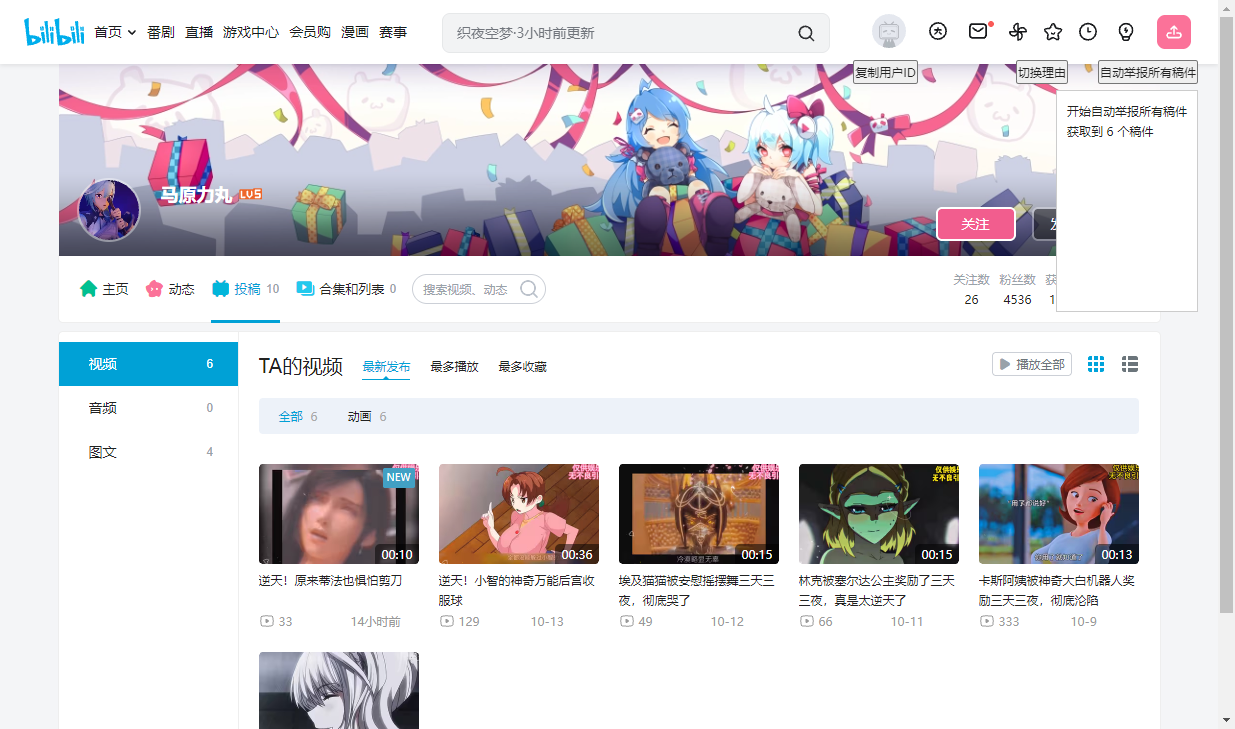 bilibili
首页
番剧
直播
游戏中心
会员购
漫画
赛事
织夜空梦·3小时前更新
复制用户ID
切换理由
自动举报所有稿件
开始自动举报所有稿件
获取到 6 个稿件
马原力丸 LV5
关注
主页
动态
投稿 10
合集和列表 0
搜索视频、动态
关注数
粉丝数
26
4536
视频 6
音频 0
图文 4
TA的视频
最新发布
最多播放
最多收藏
播放全部
全部 6
动画 6
NEW
00:10
逆天！原来蒂法也惧怕剪刀
33
14小时前
00:36
逆天！小智的神奇万能后宫收
服球
129
10-13
00:15
埃及猫猫被安慰摇摆舞三天三
夜，彻底哭了
49
10-12
00:15
林克被塞尔达公主奖励了三天
三夜，真是太逆天了
66
10-11
00:13
卡斯阿姨被神奇大白机器人奖
励三天三夜，彻底沦陷
333
10-9